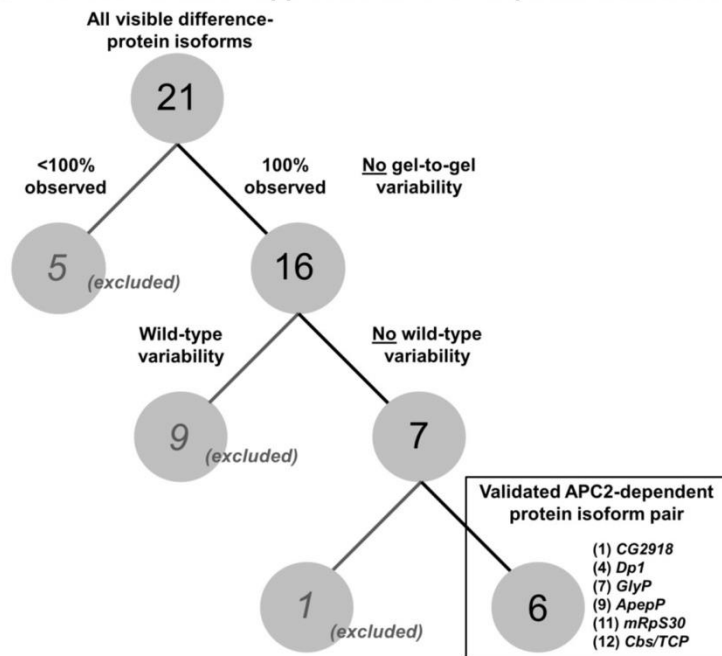 All visible difference-
protein isoforms
21
<100%
observed
100%
observed
No gel-to-gel
variability
5
(excluded)
16
Wild-type
variability
No wild-type
variability
9
(excluded)
7
Validated APC2-dependent
protein isoform pair
1
(excluded)
6
(1) CG2918
(4) Dp1
(7) GlyP
(9) ApepP
(11) mRpS30
(12) Cbs/TCP